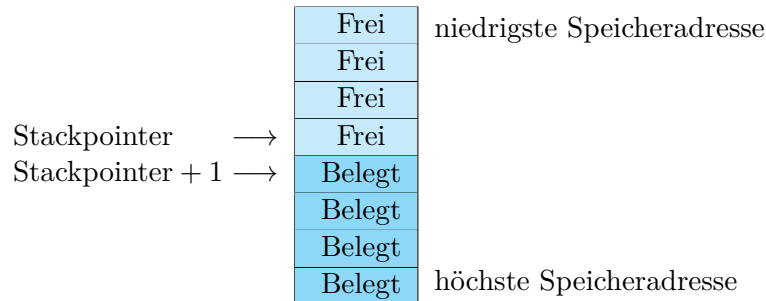 Frei niedrigste Speicheradresse
Frei
Frei
Stackpointer ⟶ Frei
Stackpointer + 1 ⟶ Belegt
Belegt
Belegt
Belegt höchste Speicheradresse